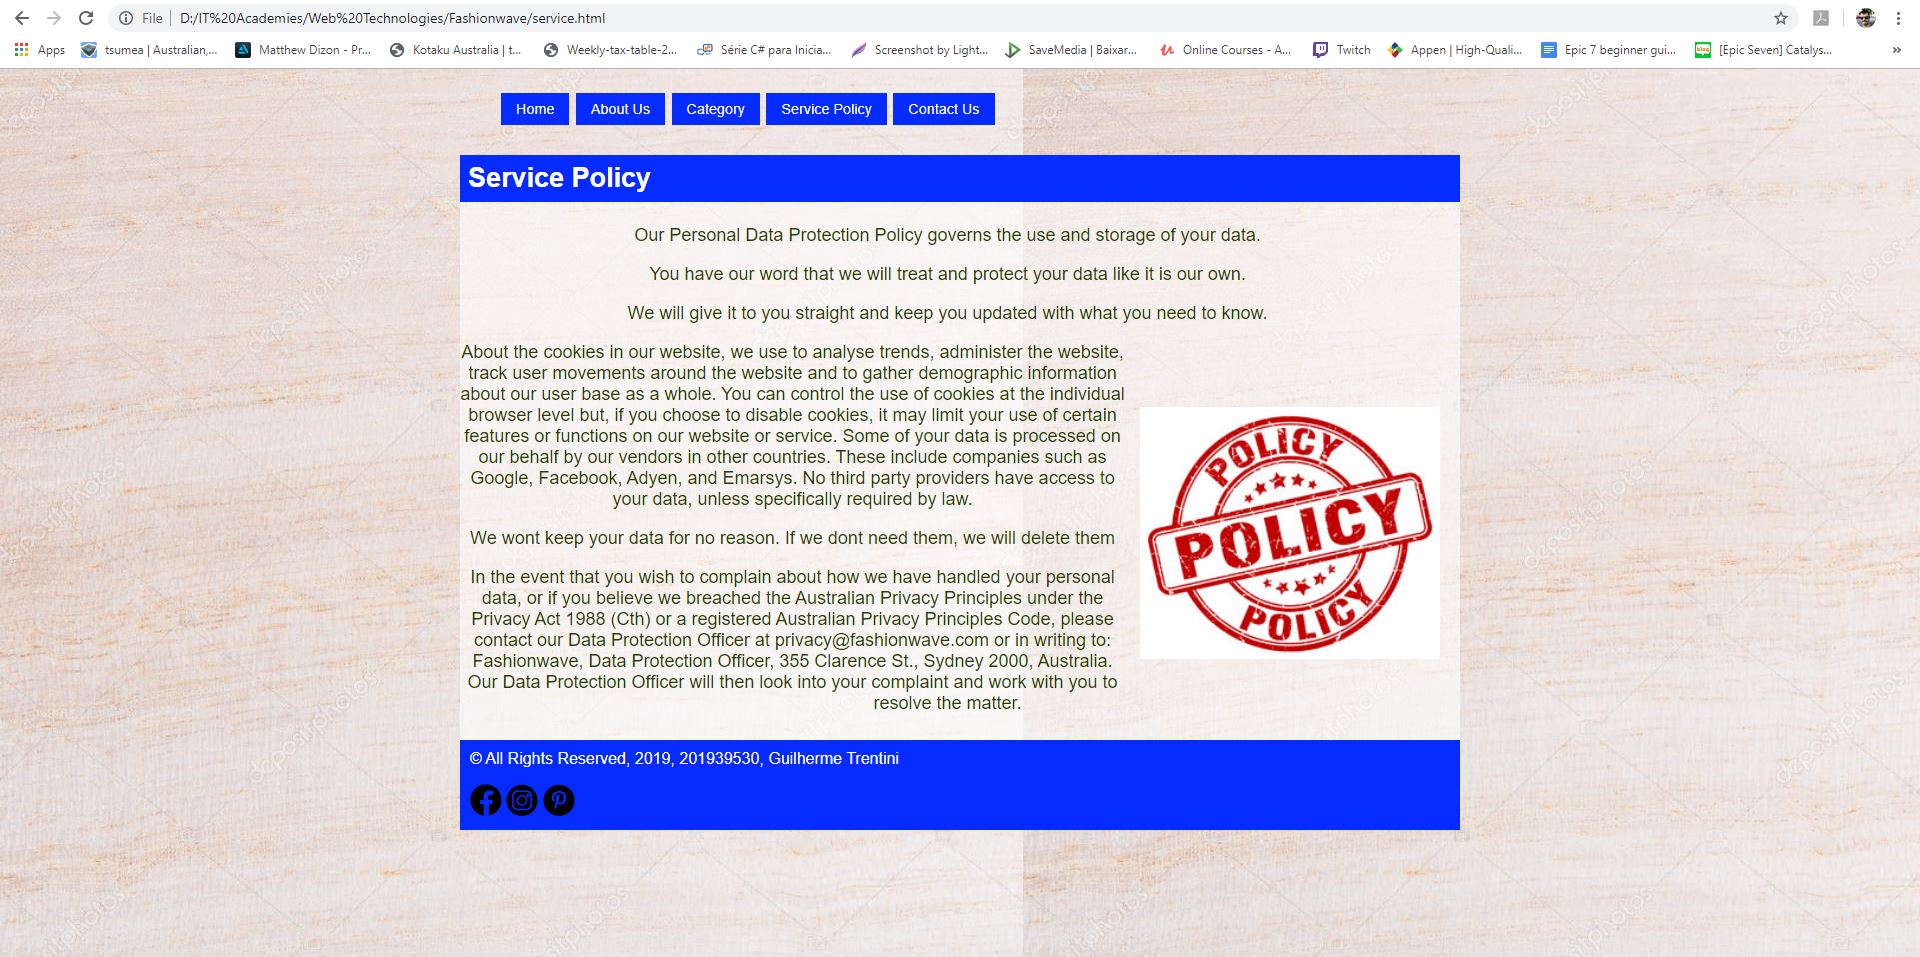 File D:/IT%20Academies/Web%20Technologies/Fashionwave/service.html
Apps tsumea | Australian,... Matthew Dizon - Pr... Kotaku Australia | t... Weekly-tax-table-2... Série C# para Inicia... Screenshot by Light... SaveMedia | Baixar... Online Courses - A... Twitch Appen | High-Quali... Epic 7 beginner gui... [Epic Seven] Catalys... »
Home About Us Category Service Policy Contact Us
Service Policy
Our Personal Data Protection Policy governs the use and storage of your data.
You have our word that we will treat and protect your data like it is our own.
We will give it to you straight and keep you updated with what you need to know.
About the cookies in our website, we use to analyse trends, administer the website,
track user movements around the website and to gather demographic information
about our user base as a whole. You can control the use of cookies at the individual
browser level but, if you choose to disable cookies, it may limit your use of certain
features or functions on our website or service. Some of your data is processed on
our behalf by our vendors in other countries. These include companies such as
Google, Facebook, Adyen, and Emarsys. No third party providers have access to
your data, unless specifically required by law.
We wont keep your data for no reason. If we dont need them, we will delete them
In the event that you wish to complain about how we have handled your personal
data, or if you believe we breached the Australian Privacy Principles under the
Privacy Act 1988 (Cth) or a registered Australian Privacy Principles Code, please
contact our Data Protection Officer at privacy@fashionwave.com or in writing to:
Fashionwave, Data Protection Officer, 355 Clarence St., Sydney 2000, Australia.
Our Data Protection Officer will then look into your complaint and work with you to
resolve the matter.
POLICY
POLICY
POLICY
© All Rights Reserved, 2019, 201939530, Guilherme Trentini
depositphotos